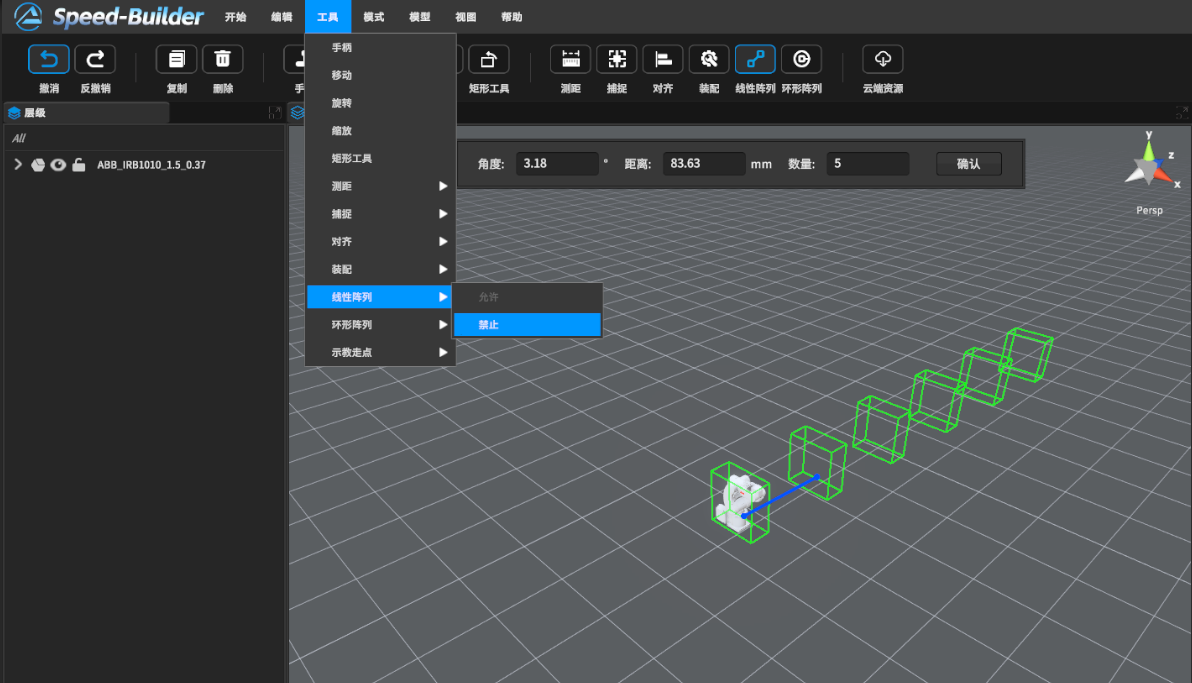 Speed-Builder 开始 编辑 工具 模式 模型 视图 帮助
撤消 反撤销 复制 删除 手 矩形工具 测距 捕捉 对齐 装配 线性阵列 环形阵列 云端资源
层级
All
ABB_IRB1010_1.5_0.37
手柄
移动
旋转
缩放
矩形工具
测距
捕捉
对齐
装配
线性阵列
环形阵列
示教走点
允许
禁止
角度: 3.18 ° 距离: 83.63 mm 数量: 5 确认
y
z
x
Persp